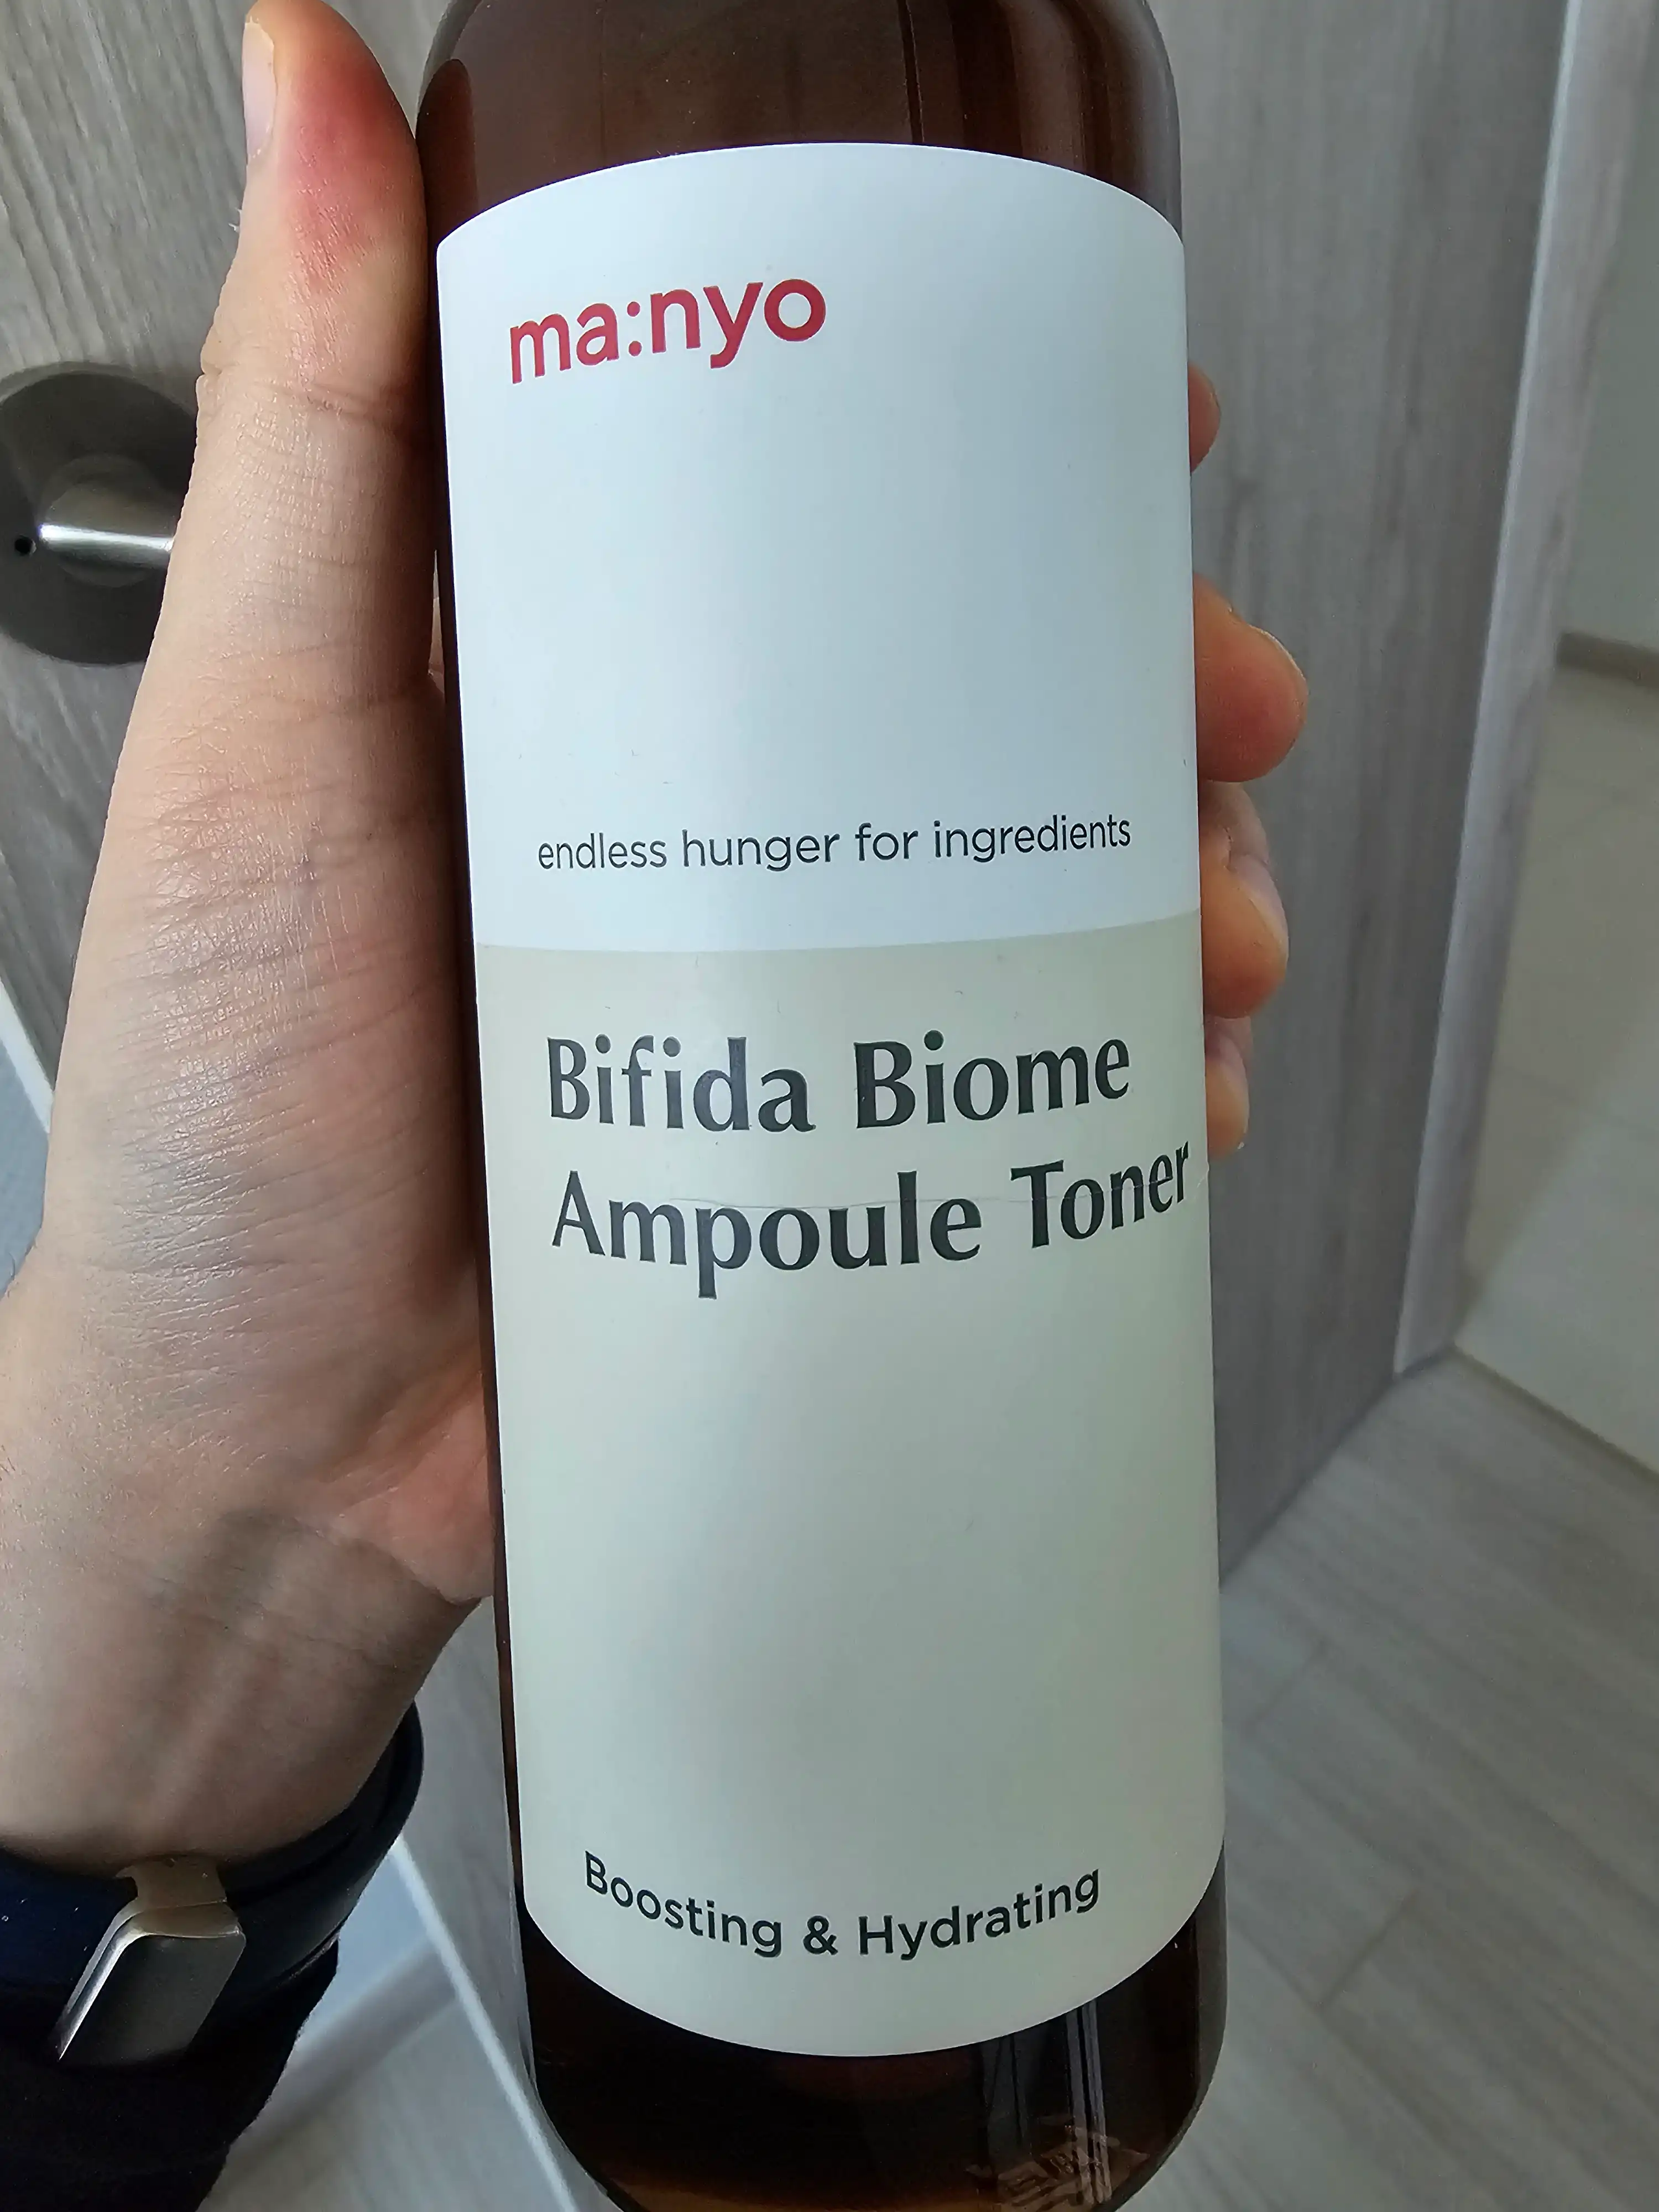 ma:nyo
endless hunger for ingredients
Bifida Biome
Ampoule Toner
Boosting & Hydrating